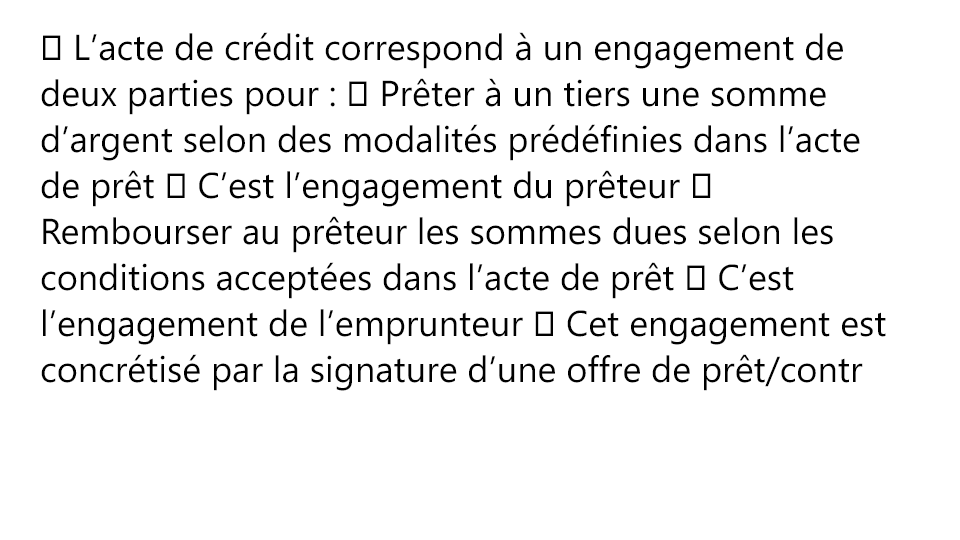 ▯ L’acte de crédit correspond à un engagement de
deux parties pour : ▯ Prêter à un tiers une somme
d’argent selon des modalités prédéfinies dans l’acte
de prêt ▯ C’est l’engagement du prêteur ▯
Rembourser au prêteur les sommes dues selon les
conditions acceptées dans l’acte de prêt ▯ C’est
l’engagement de l’emprunteur ▯ Cet engagement est
concrétisé par la signature d’une offre de prêt/contr